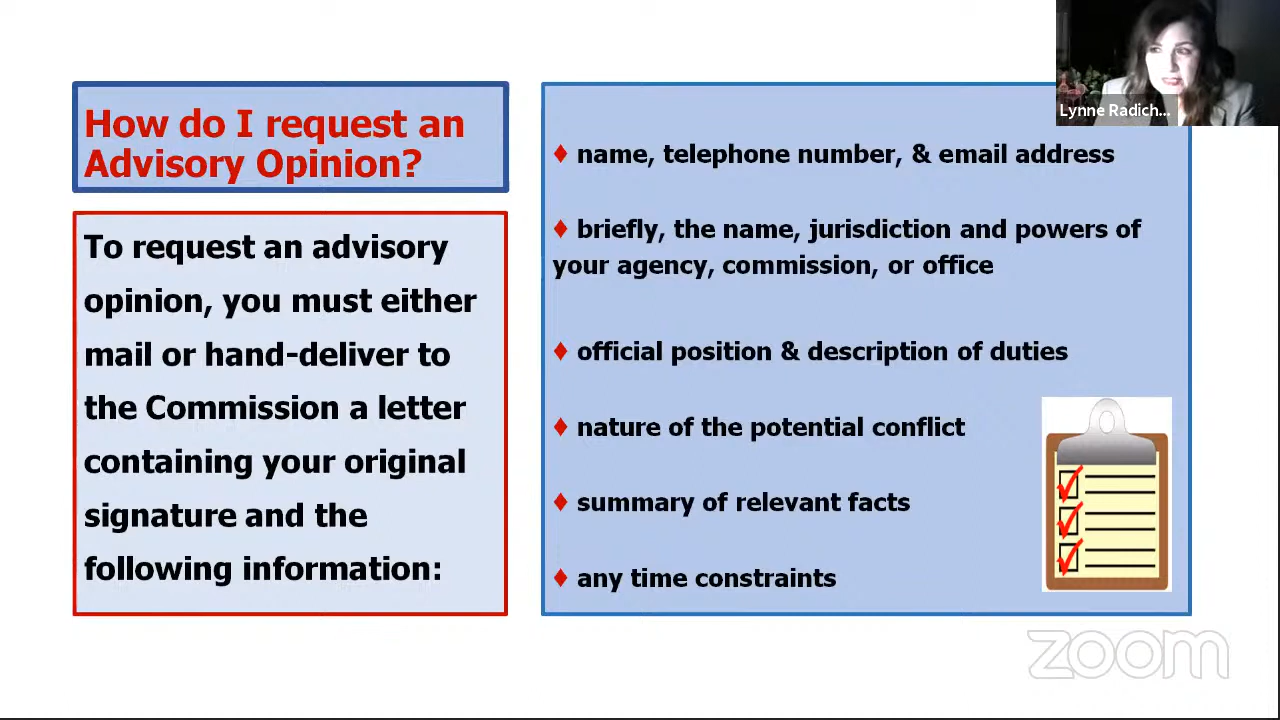 How do I request an
Advisory Opinion?
To request an advisory
opinion, you must either
mail or hand-deliver to
the Commission a letter
containing your original
signature and the
following information:
Lynne Radich...
♦ name, telephone number, & email address
♦ briefly, the name, jurisdiction and powers of
your agency, commission, or office
♦ official position & description of duties
♦ nature of the potential conflict
♦ summary of relevant facts
♦ any time constraints
zoom